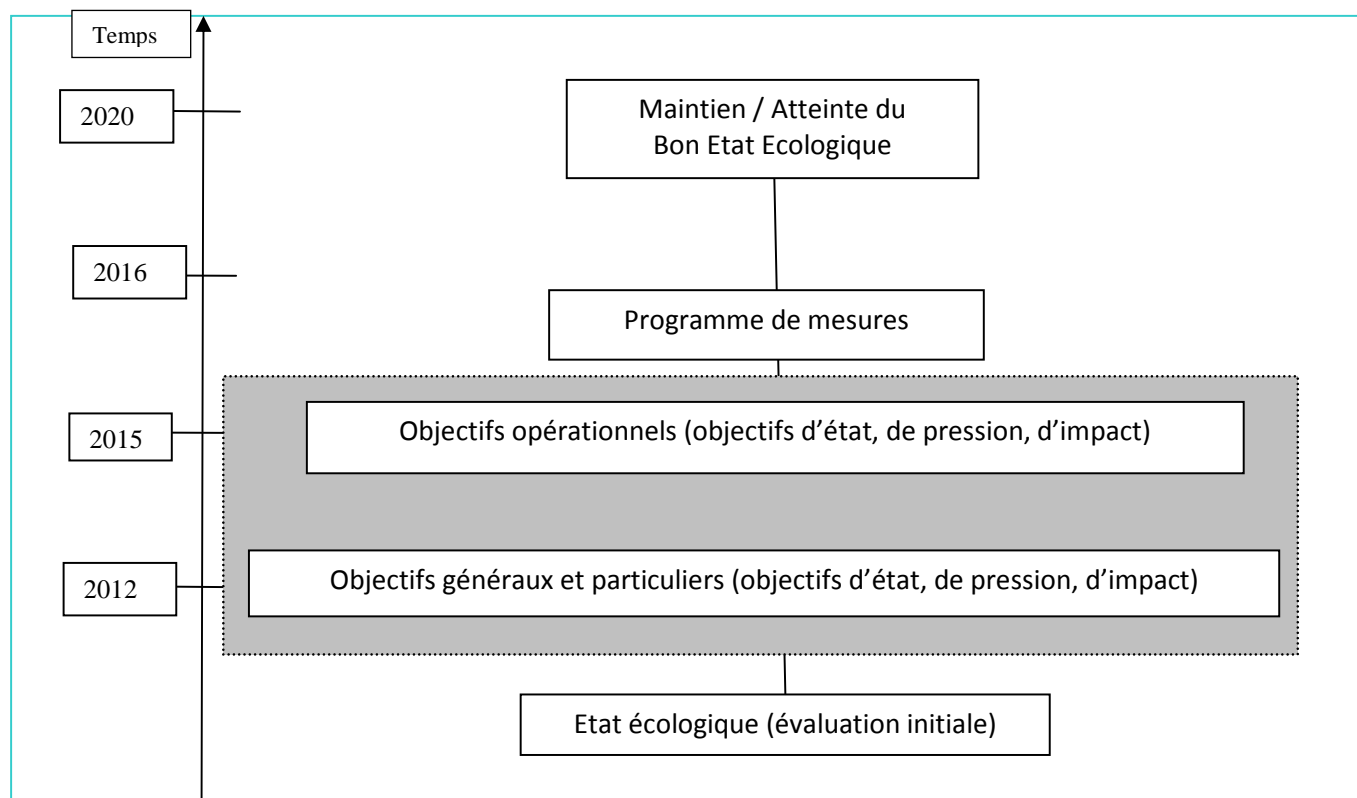 Temps
2020
Maintien / Atteinte du
Bon Etat Ecologique
2016
Programme de mesures
2015
Objectifs opérationnels (objectifs d’état, de pression, d’impact)
2012
Objectifs généraux et particuliers (objectifs d’état, de pression, d’impact)
Etat écologique (évaluation initiale)